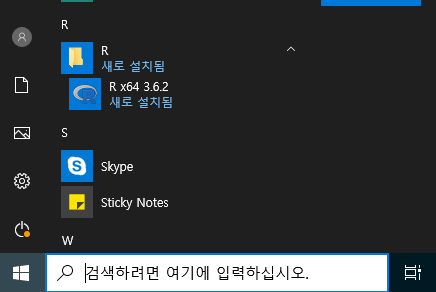 R
R
새로 설치됨
R x64 3.6.2
새로 설치됨
S
Skype
Sticky Notes
W
검색하려면 여기에 입력하십시오.